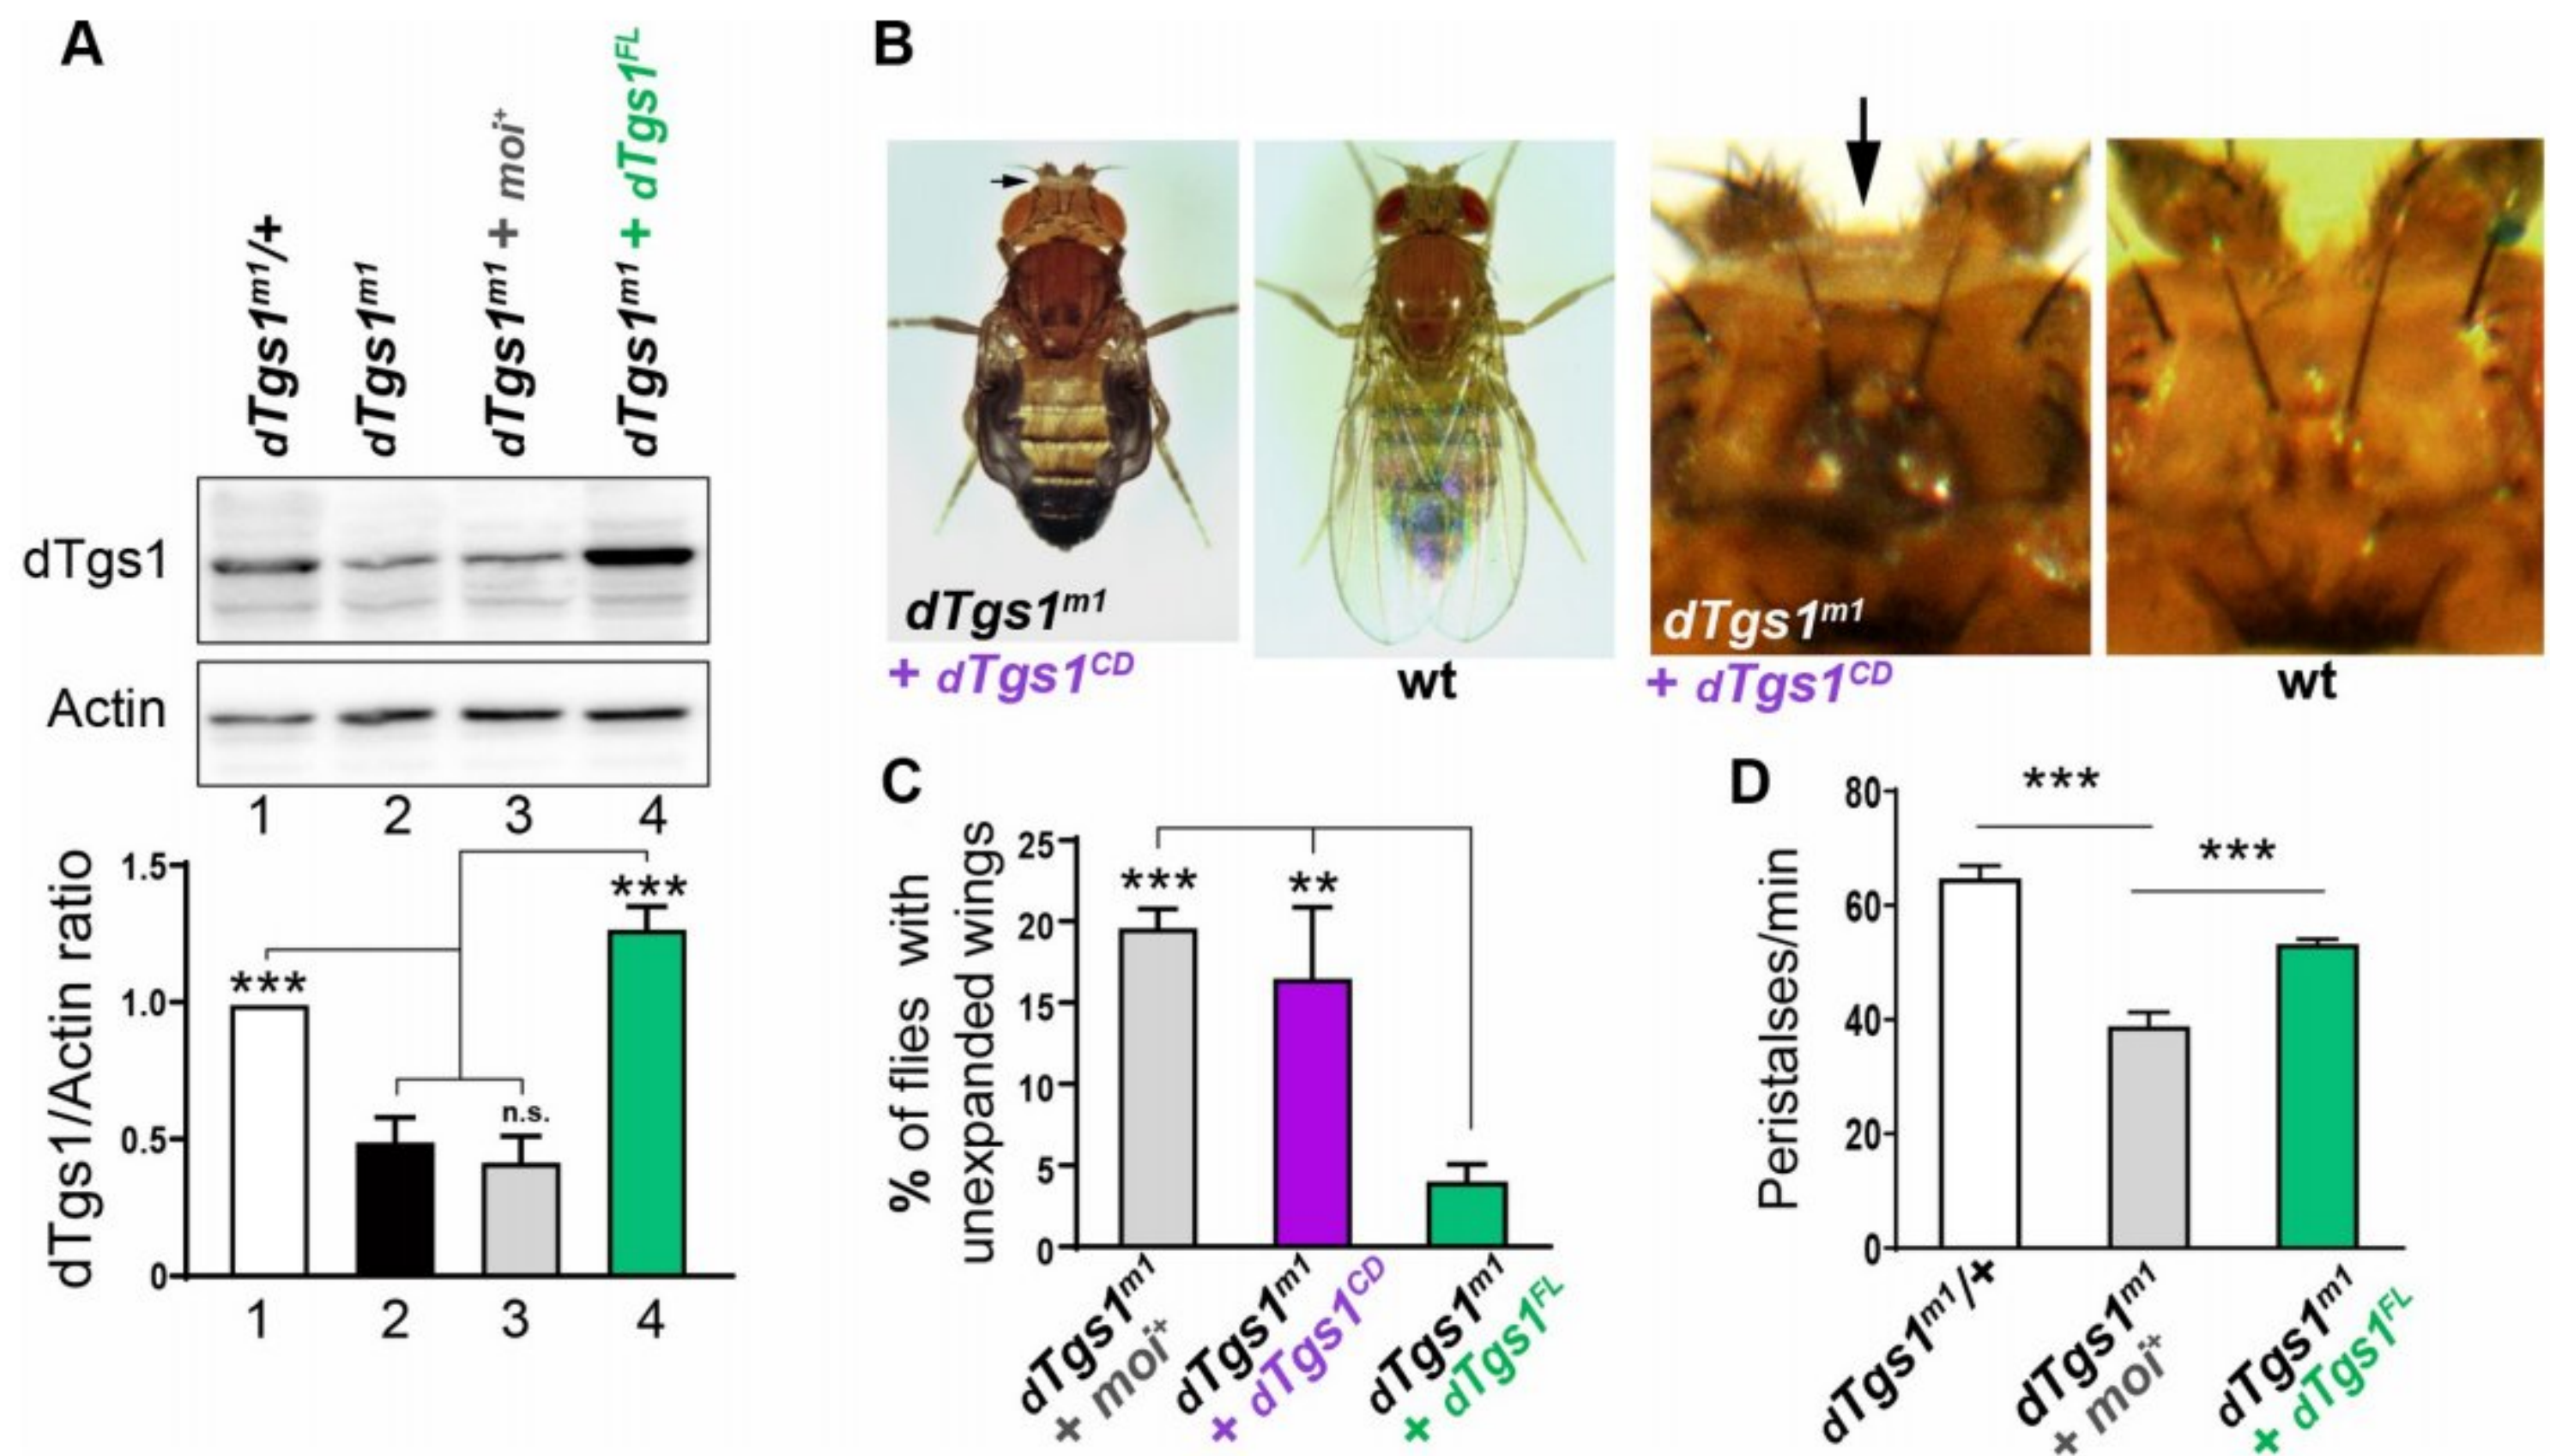 A
dTgs1m1/+
dTgs1m1
dTgs1m1 + moi+
dTgs1m1 + dTgs1FL
dTgs1
Actin
1 2 3 4
dTgs1/Actin ratio
1.5
1.0
0.5
0
***
n.s.
***
1 2 3 4
B
dTgs1m1
+ dTgs1CD
wt
dTgs1m1
+ dTgs1CD
wt
C
% of flies with
unexpanded wings
25
20
15
10
5
0
***
**
dTgs1m1
+ moi+
dTgs1m1
+ dTgs1CD
dTgs1m1
+ dTgs1FL
D
Peristalses/min
80
60
40
20
0
***
***
dTgs1m1/+
dTgs1m1
+ moi+
dTgs1m1
+ dTgs1FL